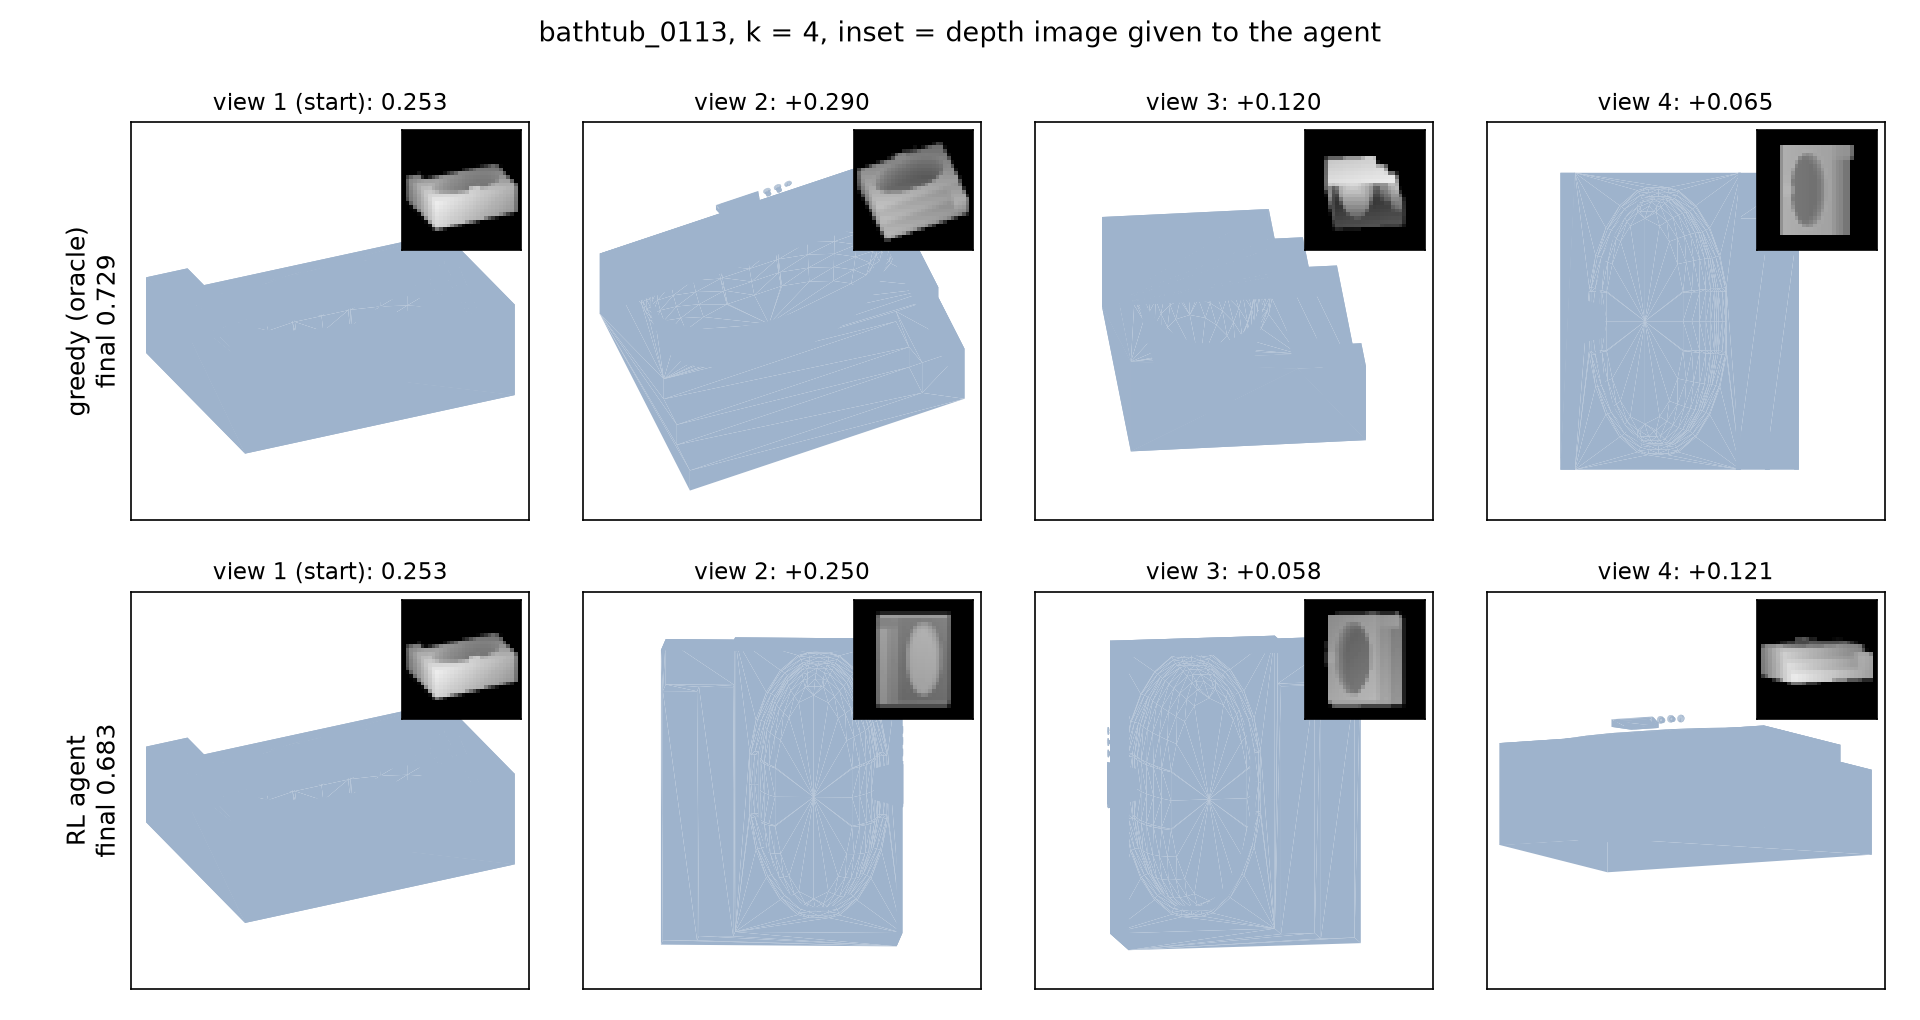 bathtub_0113, k = 4, inset = depth image given to the agent
view 1 (start): 0.253
view 2: +0.290
view 3: +0.120
view 4: +0.065
greedy (oracle)
final 0.729
view 1 (start): 0.253
view 2: +0.250
view 3: +0.058
view 4: +0.121
RL agent
final 0.683